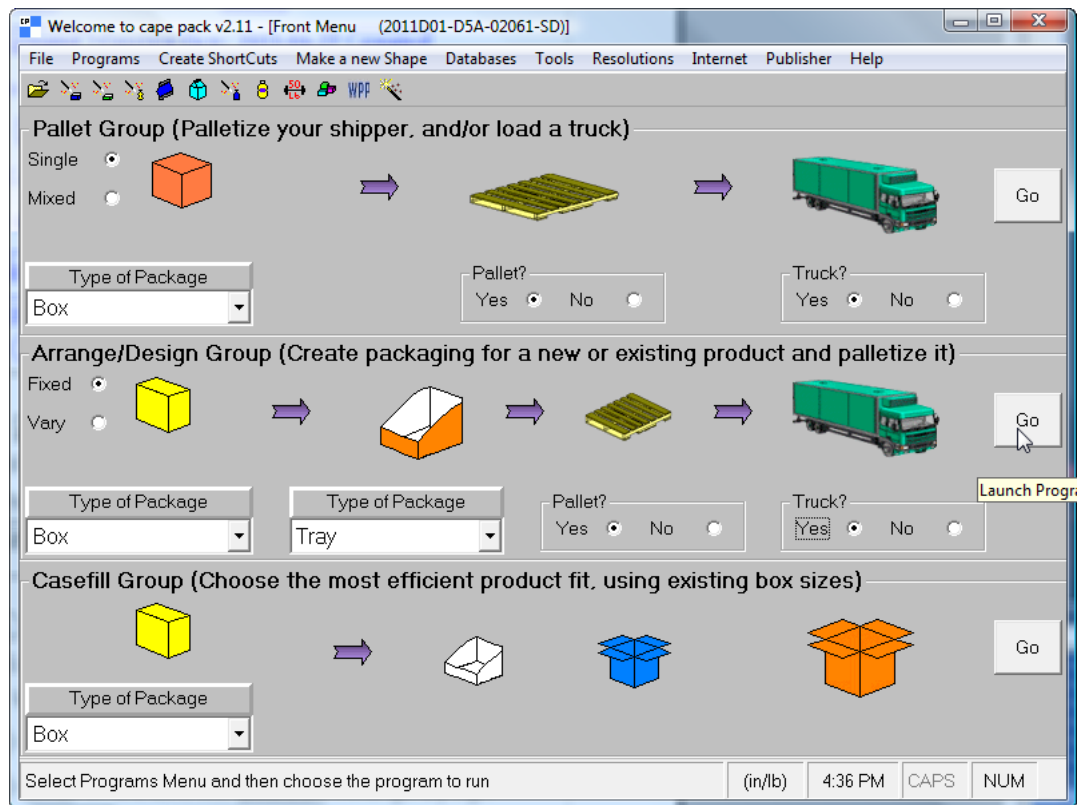 Welcome to cape pack v2.11 - [Front Menu (2011D01-D5A-02061-SD)]
File Programs Create ShortCuts Make a new Shape Databases Tools Resolutions Internet Publisher Help
WPP
Pallet Group (Palletize your shipper, and/or load a truck)
Single
Mixed
Go
Type of Package
Box
Pallet?
Yes No
Truck?
Yes No
Arrange/Design Group (Create packaging for a new or existing product and palletize it)
Fixed
Vary
Go
Launch Progra
Type of Package
Box
Type of Package
Tray
Pallet?
Yes No
Truck?
Yes No
Casefill Group (Choose the most efficient product fit, using existing box sizes)
Go
Type of Package
Box
Select Programs Menu and then choose the program to run (in/lb) 4:36 PM CAPS NUM